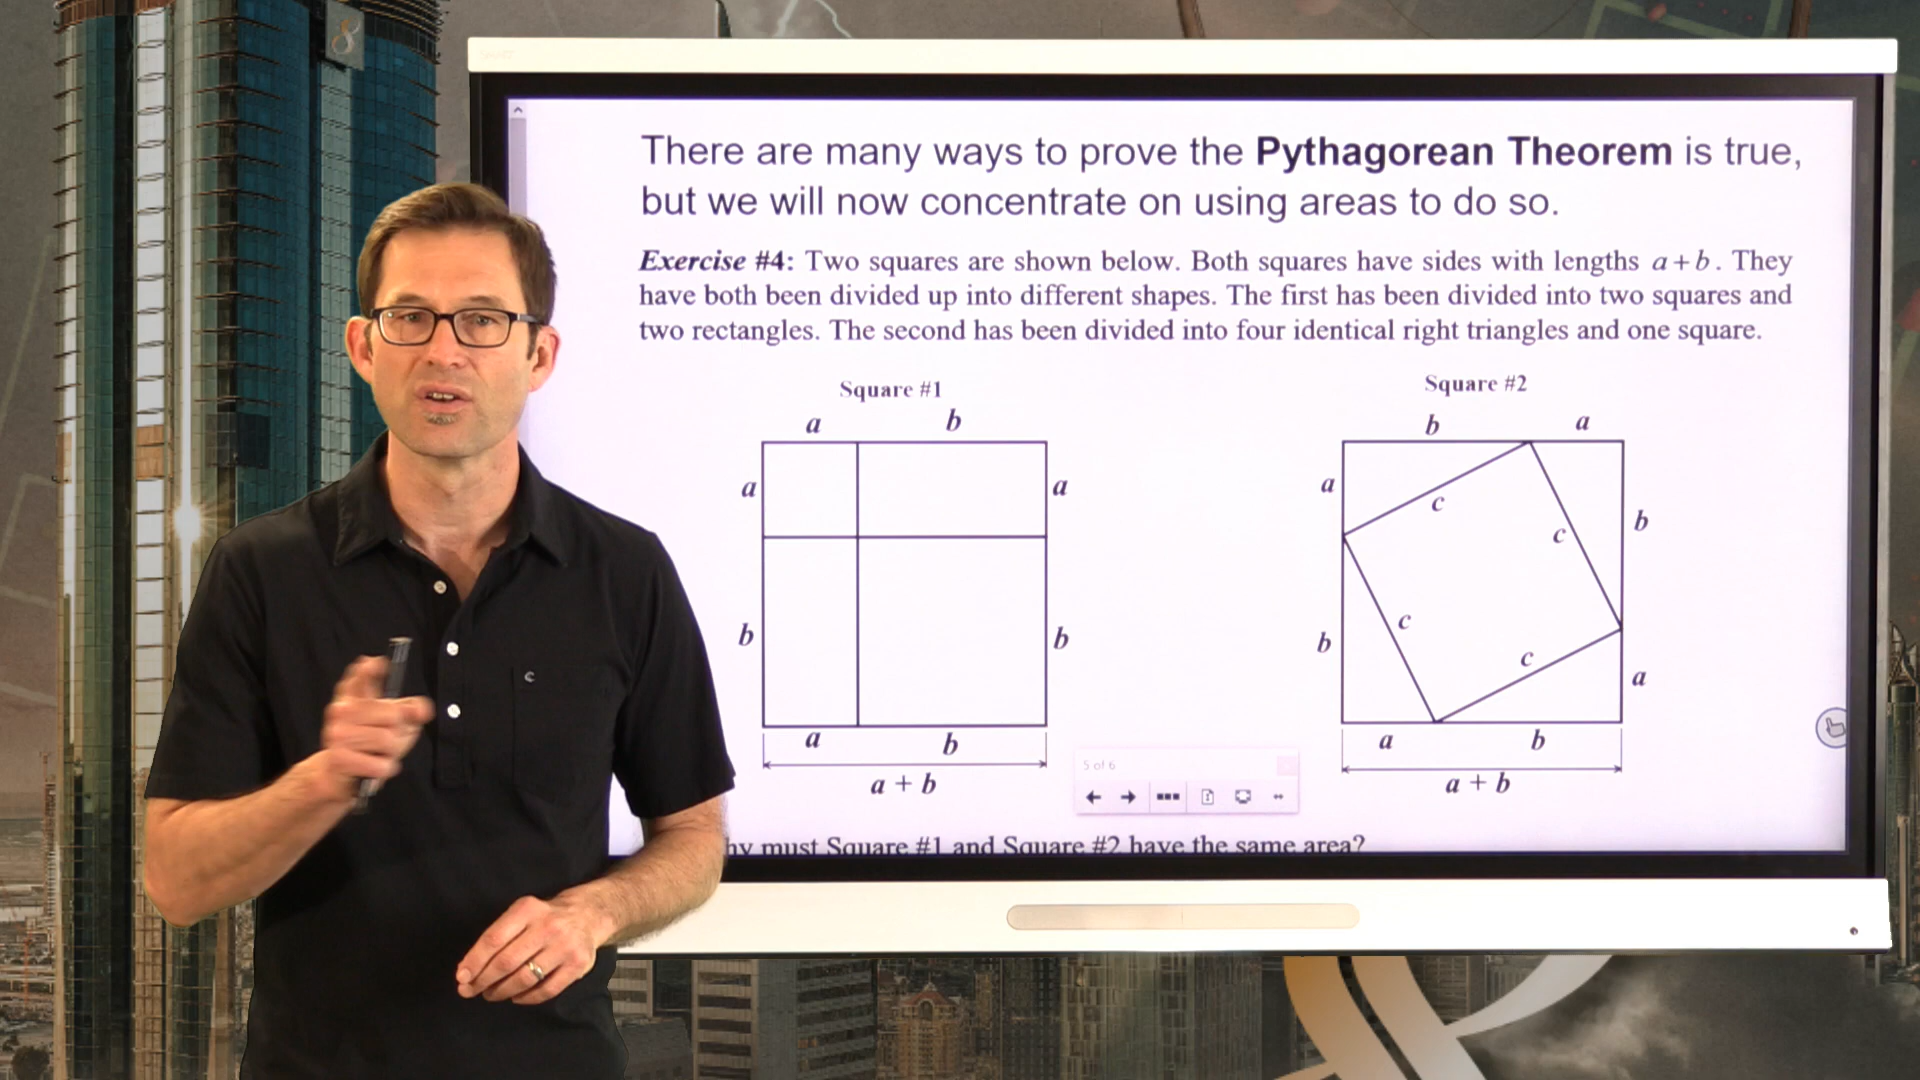 There are many ways to prove the Pythagorean Theorem is true,
but we will now concentrate on using areas to do so.
Exercise #4: Two squares are shown below. Both squares have sides with lengths a+b. They
have both been divided up into different shapes. The first has been divided into two squares and
two rectangles. The second has been divided into four identical right triangles and one square.
Square #1
a
b
a
a
b
b
a
b
a + b
Square #2
b
a
a
c
c
b
c
b
c
a
a
b
a + b
5 of 6
hy must Square #1 and Square #2 have the same area?
8
c